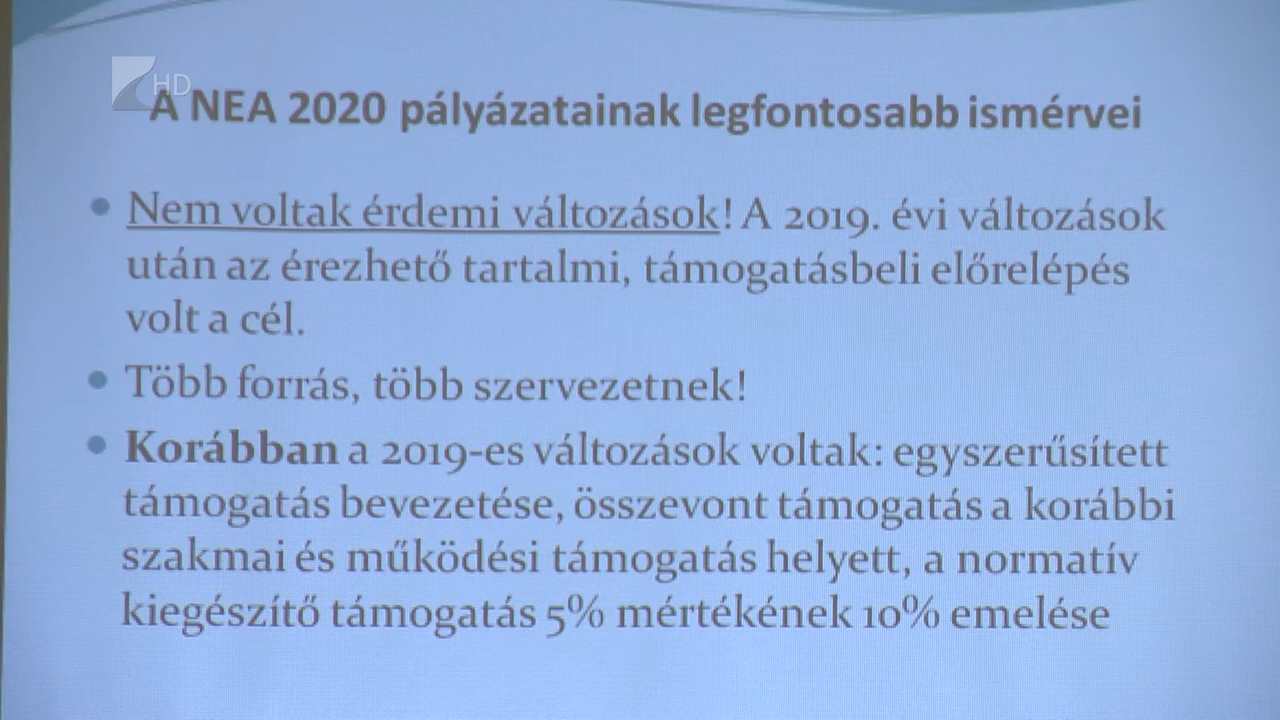 HD
A NEA 2020 pályázatainak legfontosabb ismérvei
• Nem voltak érdemi változások! A 2019. évi változások
után az érezhető tartalmi, támogatásbeli előrelépés
volt a cél.
• Több forrás, több szervezetnek!
• Korábban a 2019-es változások voltak: egyszerűsített
támogatás bevezetése, összevont támogatás a korábbi
szakmai és működési támogatás helyett, a normatív
kiegészítő támogatás 5% mértékének 10% emelése